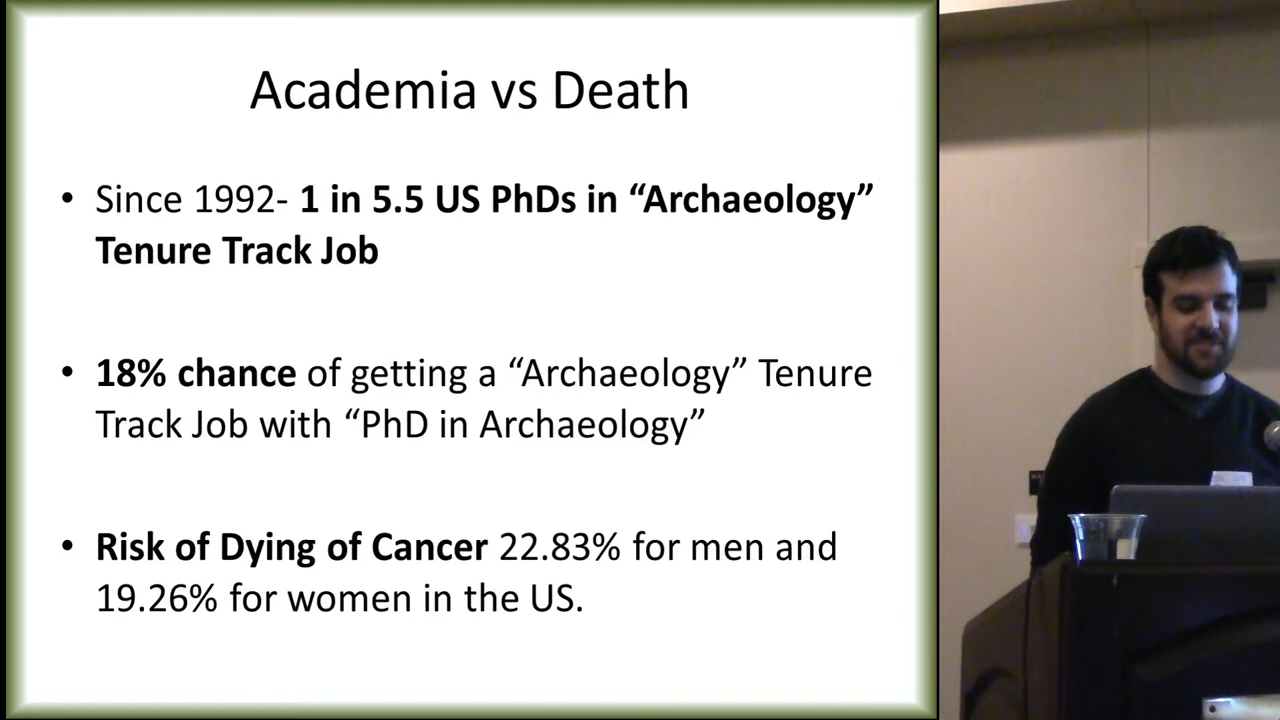 Academia vs Death
• Since 1992- 1 in 5.5 US PhDs in “Archaeology”
Tenure Track Job
• 18% chance of getting a “Archaeology” Tenure
Track Job with “PhD in Archaeology”
• Risk of Dying of Cancer 22.83% for men and
19.26% for women in the US.